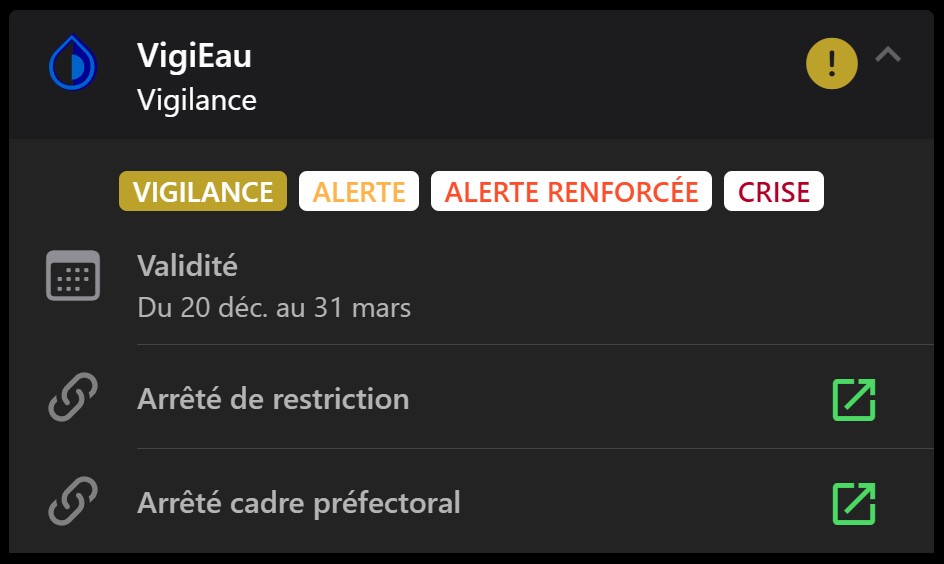 VigiEau
Vigilance
VIGILANCE ALERTE ALERTE RENFORCÉE CRISE
Validité
Du 20 déc. au 31 mars
Arrêté de restriction
Arrêté cadre préfectoral